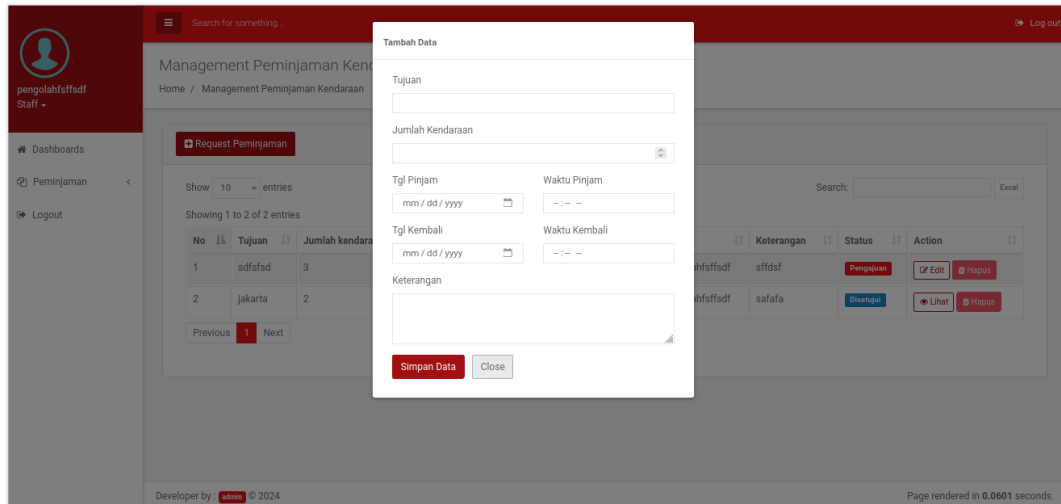 Search for something...
Log out
pengolahfsffsdf
Staff
Dashboards
Peminjaman
Logout
Management Peminjaman Kend
Home / Management Peminjaman Kendaraan
Request Peminjaman
Show 10 entries
Search:
Excel
Showing 1 to 2 of 2 entries
No Tujuan Jumlah kendara Keterangan Status Action
1 sdfsfsd 3 ahfsffsdf sffdsf Pengajuan Edit Hapus
2 jakarta 2 ahfsffsdf safafa Disetujui Lihat Hapus
Previous 1 Next
Tambah Data
Tujuan
Jumlah Kendaraan
Tgl Pinjam Waktu Pinjam
mm / dd / yyyy --:-- --
Tgl Kembali Waktu Kembali
mm / dd / yyyy --:-- --
Keterangan
Simpan Data Close
Developer by : admin © 2024
Page rendered in 0.0601 seconds.